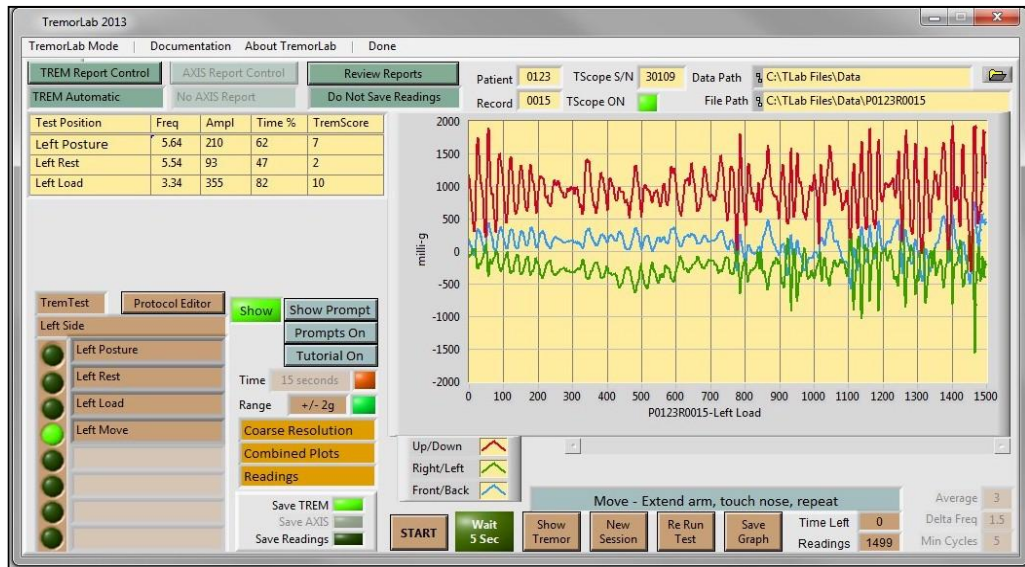 TremorLab 2013
TremorLab Mode | Documentation About TremorLab | Done
TREM Report Control AXIS Report Control Review Reports
TREM Automatic No AXIS Report Do Not Save Readings
Patient 0123 TScope S/N 30109 Data Path C:\TLab Files\Data
Record 0015 TScope ON File Path C:\TLab Files\Data\P0123R0015
Test Position Freq Ampl Time % TremScore
Left Posture 5.64 210 62 7
Left Rest 5.54 93 47 2
Left Load 3.34 355 82 10
2000
1500
1000
500
0
-500
-1000
-1500
-2000
milli-g
0 100 200 300 400 500 600 700 800 900 1000 1100 1200 1300 1400 1500
P0123R0015-Left Load
TremTest Protocol Editor
Left Side
Left Posture
Left Rest
Left Load
Left Move
Show Show Prompt
Prompts On
Tutorial On
Time 15 seconds
Range +/- 2g
Coarse Resolution
Combined Plots
Readings
Save TREM
Save AXIS
Save Readings
Up/Down
Right/Left
Front/Back
Move - Extend arm, touch nose, repeat
START
Wait
5 Sec
Show
Tremor
New
Session
Re Run
Test
Save
Graph
Time Left 0
Readings 1499
Average 3
Delta Freq 1.5
Min Cycles 5